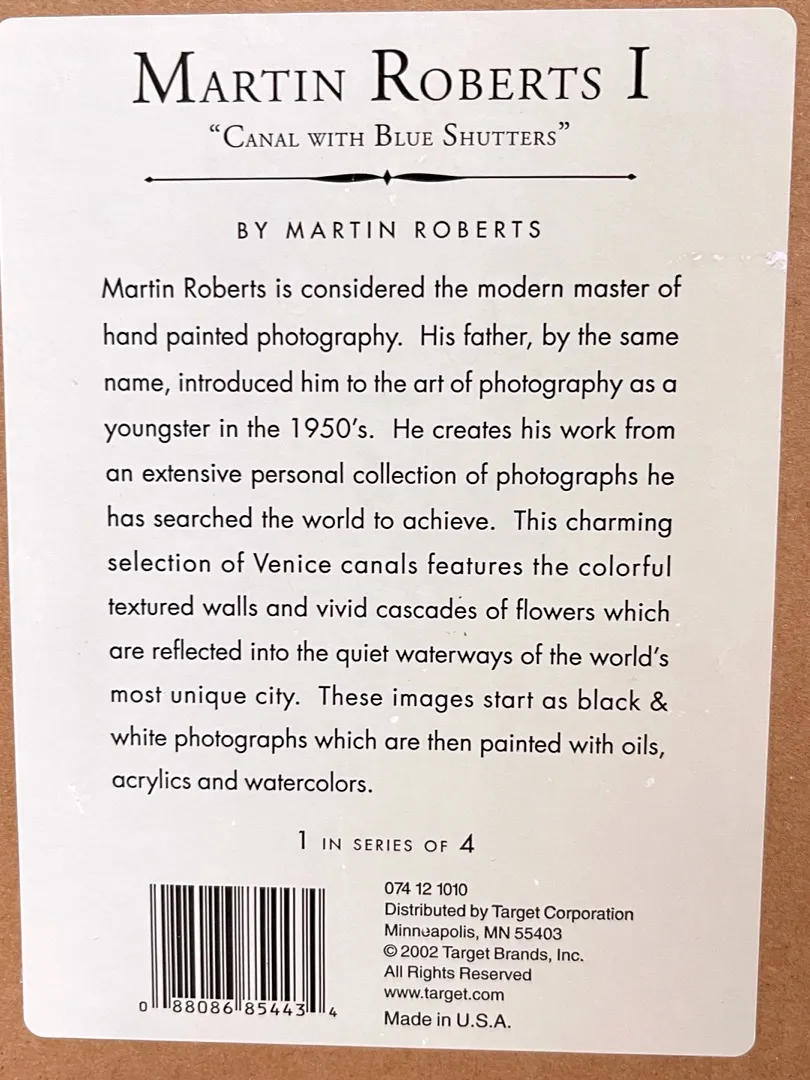 MARTIN ROBERTS I
“CANAL WITH BLUE SHUTTERS”
BY MARTIN ROBERTS
Martin Roberts is considered the modern master of
hand painted photography. His father, by the same
name, introduced him to the art of photography as a
youngster in the 1950’s. He creates his work from
an extensive personal collection of photographs he
has searched the world to achieve. This charming
selection of Venice canals features the colorful
textured walls and vivid cascades of flowers which
are reflected into the quiet waterways of the world’s
most unique city. These images start as black &
white photographs which are then painted with oils,
acrylics and watercolors.
1 IN SERIES OF 4
074 12 1010
Distributed by Target Corporation
Minneapolis, MN 55403
© 2002 Target Brands, Inc.
All Rights Reserved
www.target.com
Made in U.S.A.
0 88086 85443 4